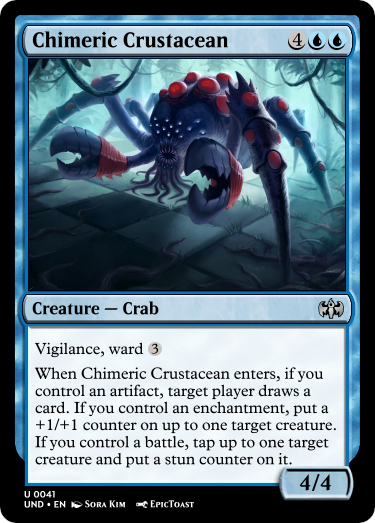 Chimeric Crustacean 4
Creature — Crab
Vigilance, ward 3
When Chimeric Crustacean enters, if you
control an artifact, target player draws a
card. If you control an enchantment, put a
+1/+1 counter on up to one target creature.
If you control a battle, tap up to one target
creature and put a stun counter on it.
4/4
U 0041
UND • EN Sora Kim EpicToast